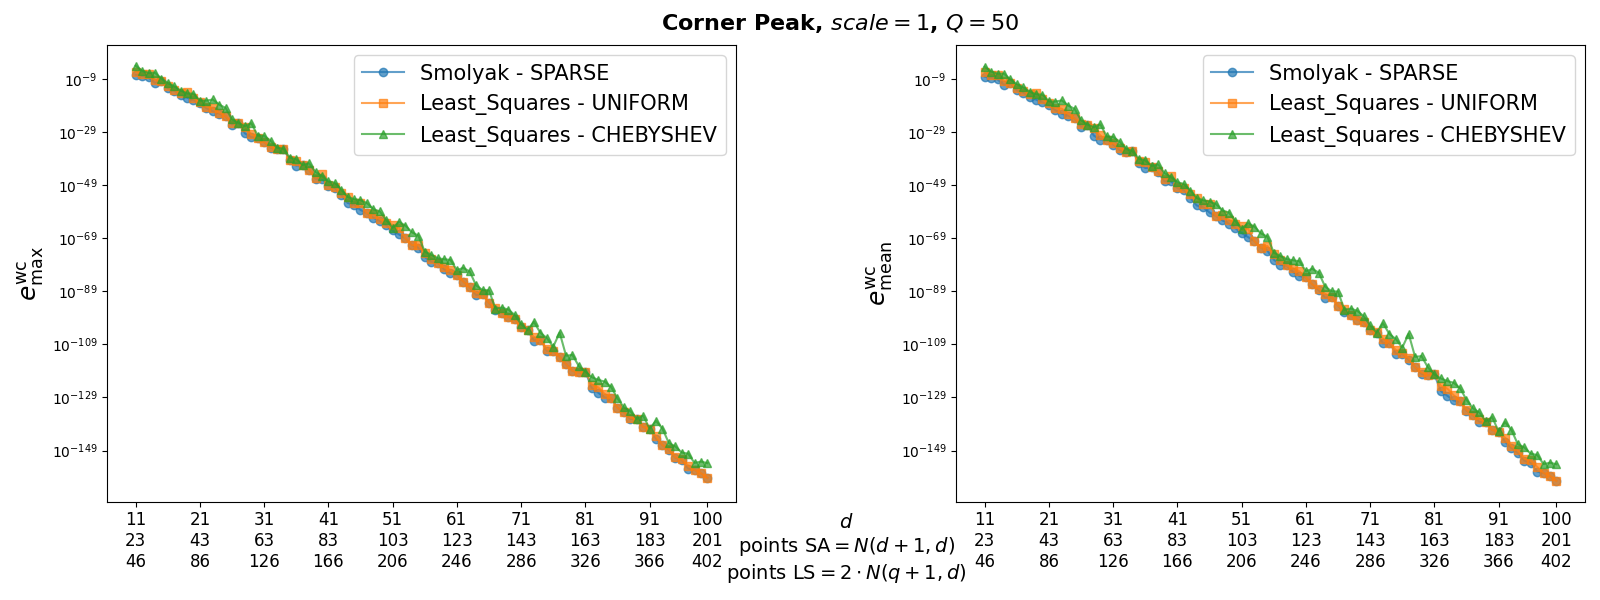 Corner Peak, scale = 1, Q = 50
Smolyak - SPARSE
Least_Squares - UNIFORM
Least_Squares - CHEBYSHEV
10^−9
10^−29
10^−49
10^−69
10^−89
10^−109
10^−129
10^−149
e^wc_max
11 21 31 41 51 61 71 81 91 100
23 43 63 83 103 123 143 163 183 201
46 86 126 166 206 246 286 326 366 402
d
points SA = N(d + 1, d)
points LS = 2 · N(q + 1, d)
Smolyak - SPARSE
Least_Squares - UNIFORM
Least_Squares - CHEBYSHEV
10^−9
10^−29
10^−49
10^−69
10^−89
10^−109
10^−129
10^−149
e^wc_mean
11 21 31 41 51 61 71 81 91 100
23 43 63 83 103 123 143 163 183 201
46 86 126 166 206 246 286 326 366 402